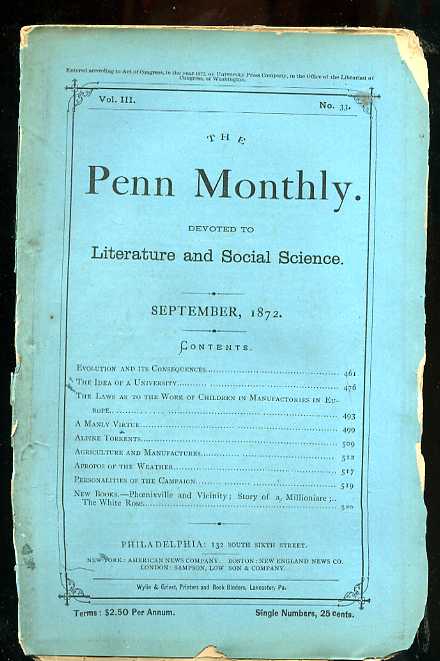 Entered according to Act of Congress, in the year 1872, by University Press Company, in the Office of the Librarian of
Congress, at Washington.
Vol. III. No. 33.
THE
Penn Monthly.
DEVOTED TO
Literature and Social Science.
SEPTEMBER, 1872.
CONTENTS.
EVOLUTION AND ITS CONSEQUENCES 461
THE IDEA OF A UNIVERSITY 476
THE LAWS AS TO THE WORK OF CHILDREN IN MANUFACTORIES IN EU-
ROPE 493
A MANLY VIRTUE 499
ALPINE TORRENTS 509
AGRICULTURE AND MANUFACTURES 512
APROPOS OF THE WEATHER 517
PERSONALITIES OF THE CAMPAIGN 519
NEW BOOKS.—Phœnixville and Vicinity; Story of a Millioniare;
The White Rose 520
PHILADELPHIA: 132 SOUTH SIXTH STREET.
NEW YORK: AMERICAN NEWS COMPANY. BOSTON: NEW ENGLAND NEWS CO.
LONDON: SAMPSON, LOW SON & COMPANY.
Wylie & Griest, Printers and Book Binders, Lancaster, Pa.
Terms: $2.50 Per Annum. Single Numbers, 25 cents.